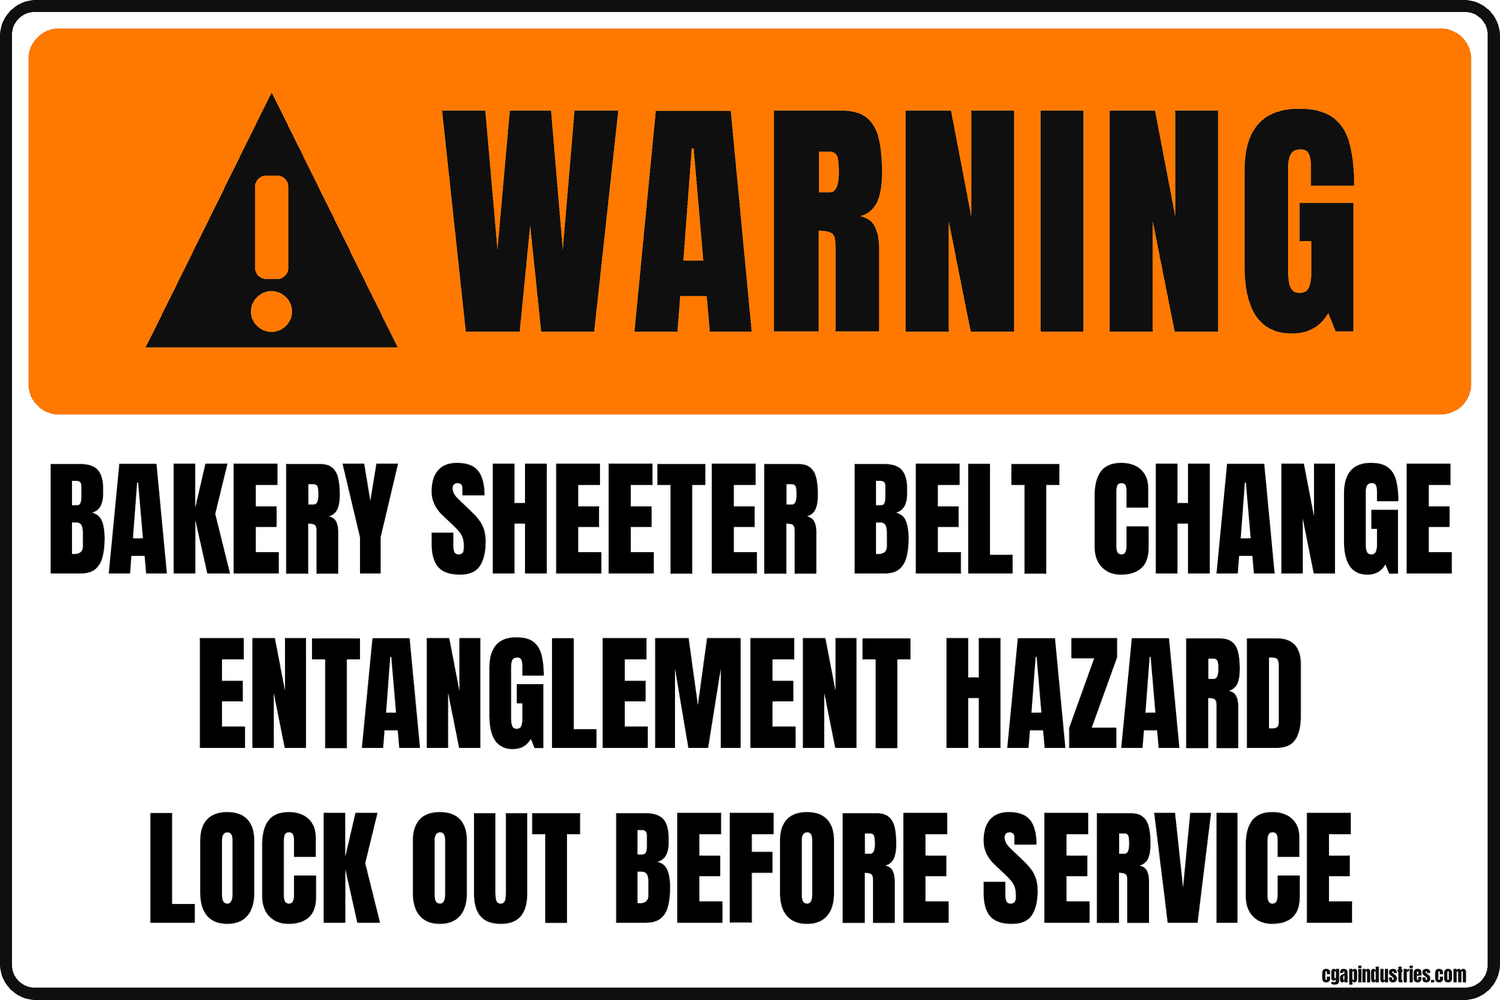 WARNING
BAKERY SHEETER BELT CHANGE
ENTANGLEMENT HAZARD
LOCK OUT BEFORE SERVICE
cgapindustries.com